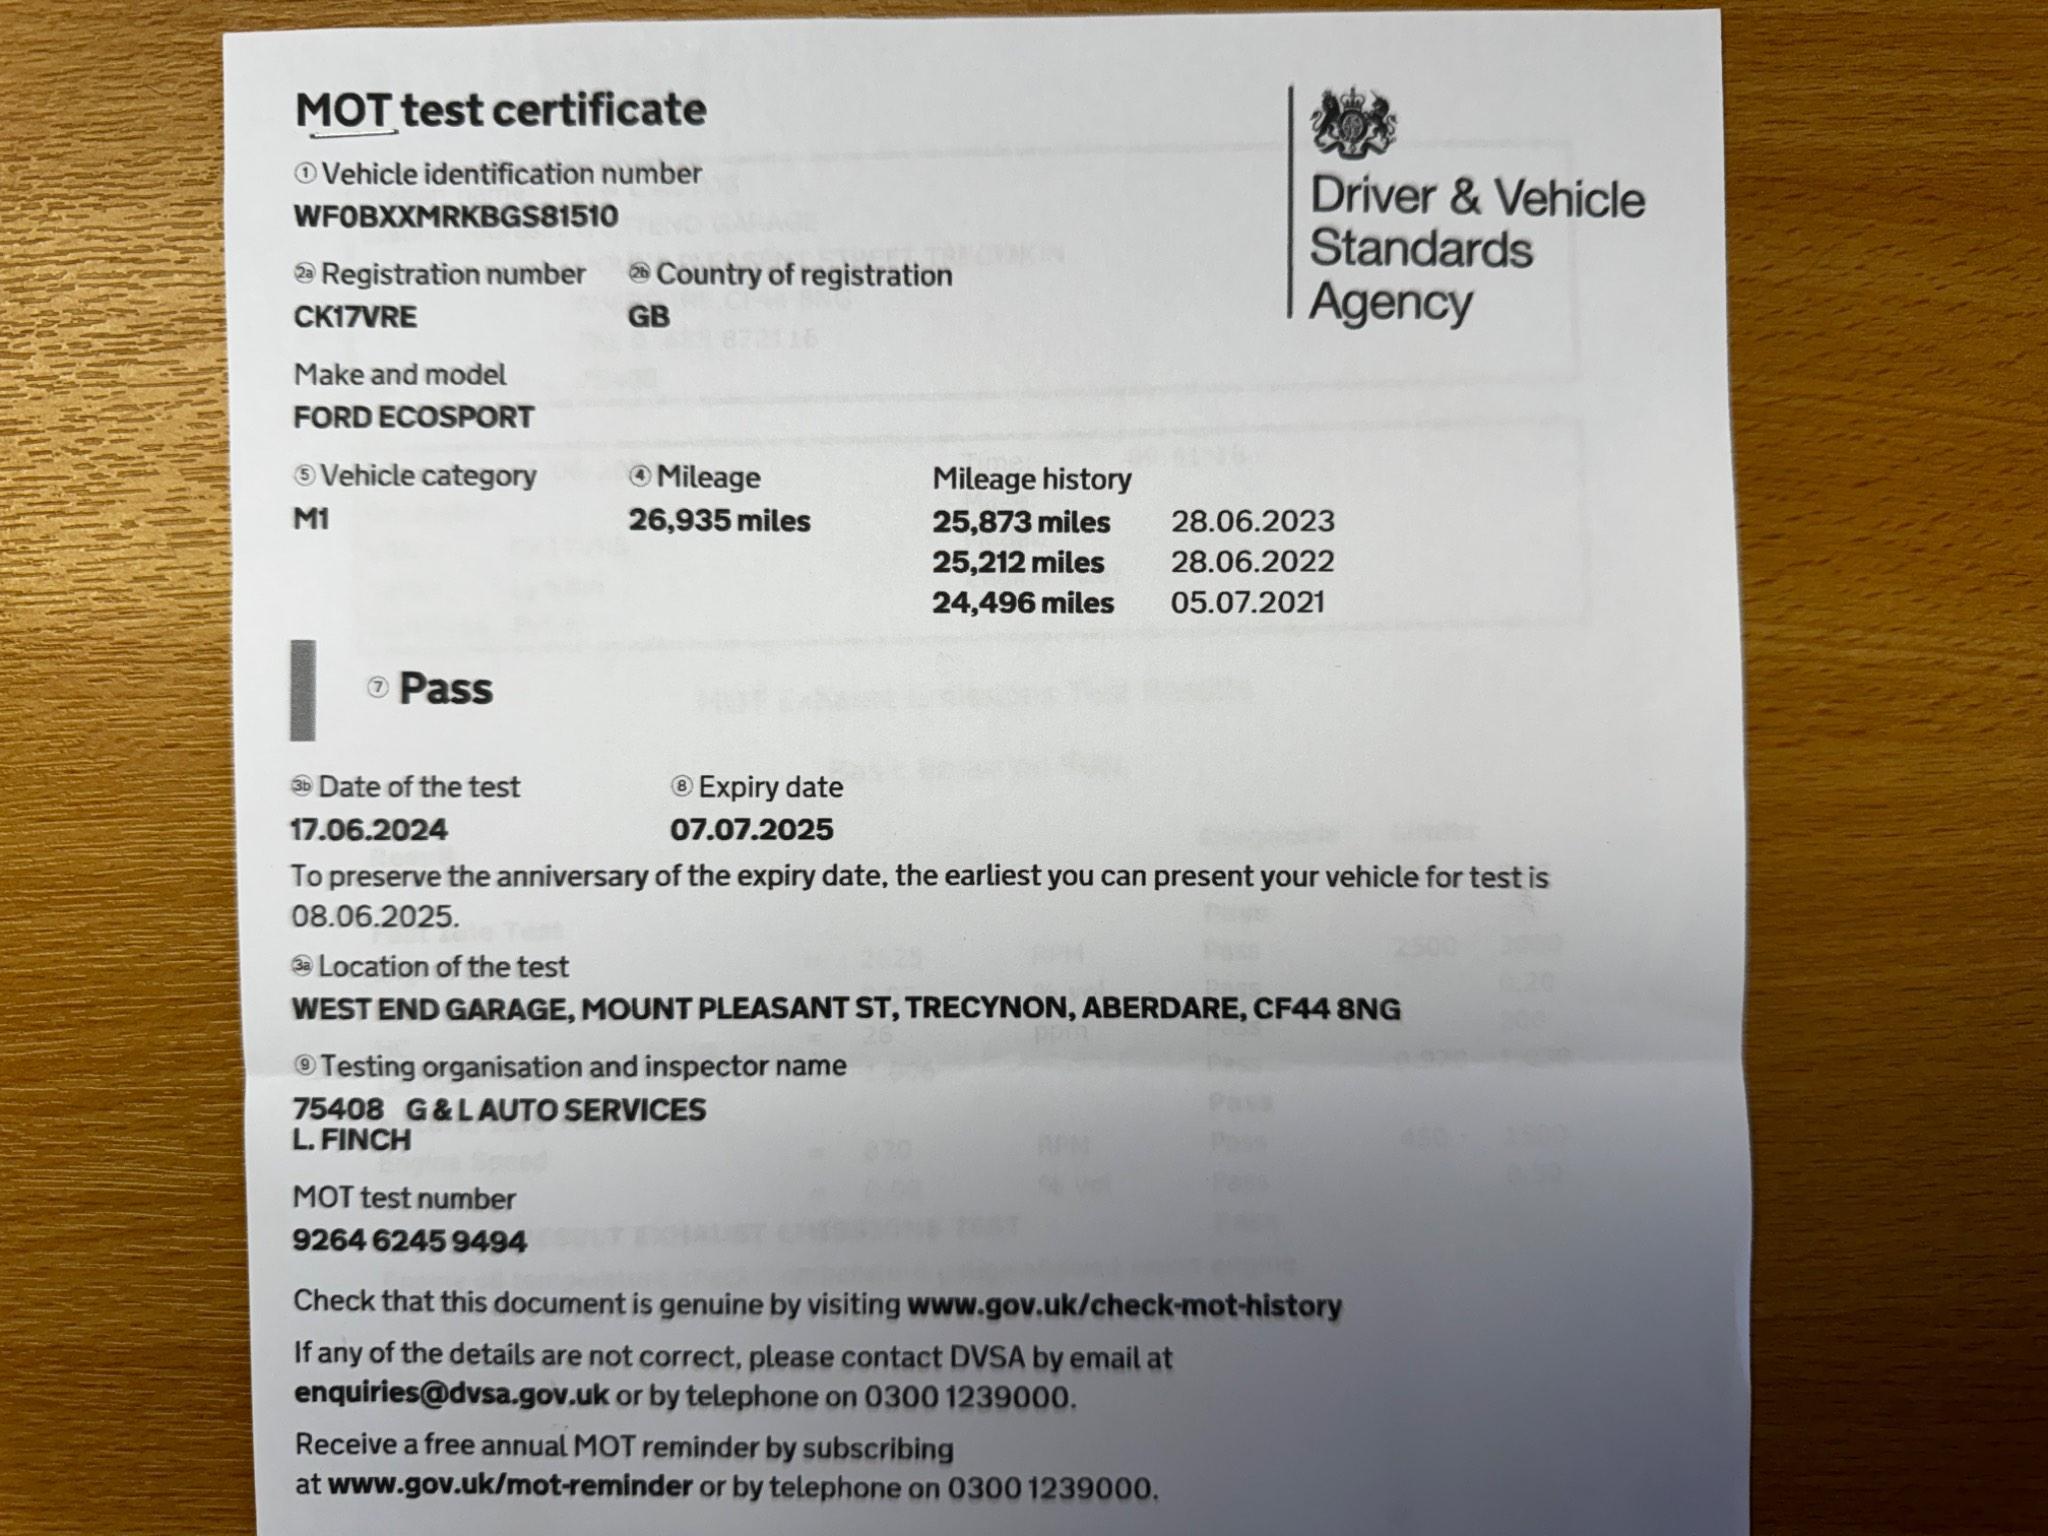 MOT test certificate
Driver & Vehicle
Standards
Agency
1 Vehicle identification number
WF0BXXMRKBGS81510
2a Registration number 2b Country of registration
CK17VRE GB
Make and model
FORD ECOSPORT
5 Vehicle category 4 Mileage Mileage history
M1 26,935 miles 25,873 miles 28.06.2023
25,212 miles 28.06.2022
24,496 miles 05.07.2021
7 Pass
3b Date of the test 8 Expiry date
17.06.2024 07.07.2025
To preserve the anniversary of the expiry date, the earliest you can present your vehicle for test is
08.06.2025.
3a Location of the test
WEST END GARAGE, MOUNT PLEASANT ST, TRECYNON, ABERDARE, CF44 8NG
9 Testing organisation and inspector name
75408 G & L AUTO SERVICES
L. FINCH
MOT test number
9264 6245 9494
Check that this document is genuine by visiting www.gov.uk/check-mot-history
If any of the details are not correct, please contact DVSA by email at
enquiries@dvsa.gov.uk or by telephone on 0300 1239000.
Receive a free annual MOT reminder by subscribing
at www.gov.uk/mot-reminder or by telephone on 0300 1239000.